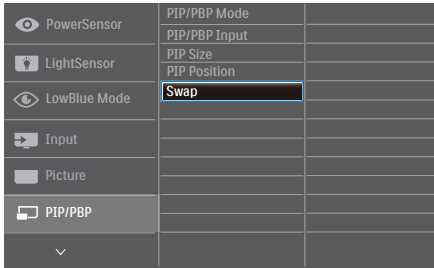 PowerSensor
LightSensor
LowBlue Mode
Input
Picture
PIP/PBP
PIP/PBP Mode
PIP/PBP Input
PIP Size
PIP Position
Swap